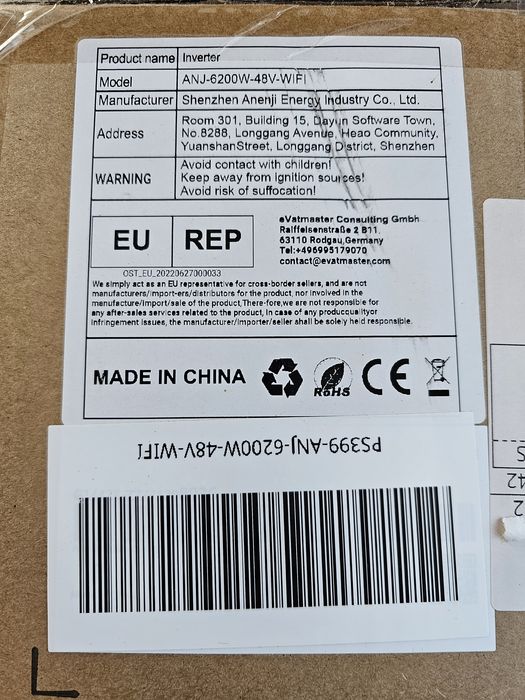 Product name Inverter
Model ANJ-6200W-48V-WIFI
Manufacturer Shenzhen Anenji Energy Industry Co., Ltd.
Address Room 301, Building 15, Dayun Software Town,
No.8288, Longgang Avenue, Heao Community,
YuanshanStreet, Longgang District, Shenzhen
WARNING Avoid contact with children!
Keep away from ignition sources!
Avoid risk of suffocation!
EU REP
eVatmaster Consulting Gmbh
Raiffeisenstraße 2 B11,
63110 Rodgau,Germany
Tel:+496995179070
contact@evatmaster.com
OST_EU_20220627000033
We simply act as an EU representative for cross-border sellers, and are not
manufacturers/import-ers/distributors for the product, nor involved in the
manufacture/import/sale of the product,There-fore,we are not responsible for
any after-sales services related to the product, In case of any producqualityor
infringement issues, the manufacturer/importer/seller shall be solely held responsible.
MADE IN CHINA
RoHS
CE
PS399-ANJ-6200W-48V-WIFI
S
42
2